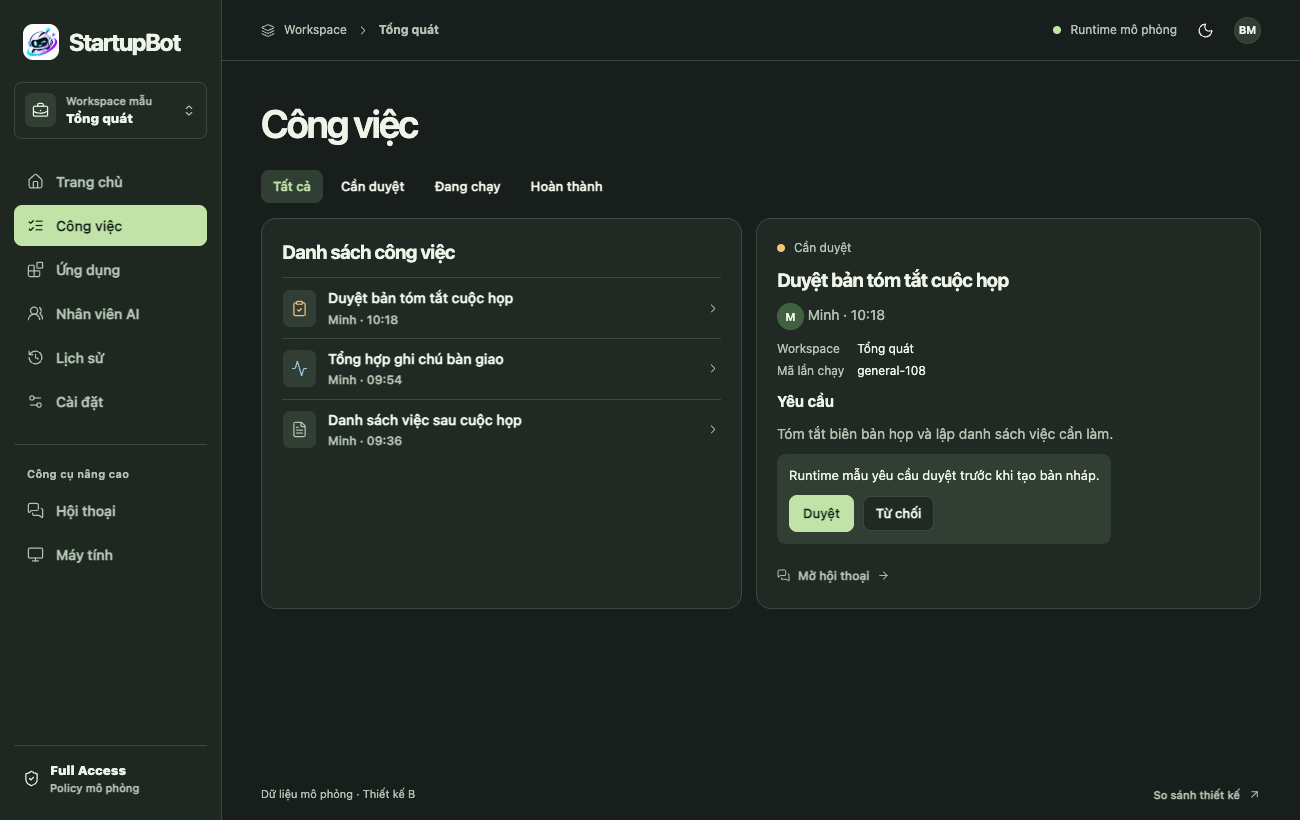 StartupBot
Workspace mẫu
Tổng quát
Trang chủ
Công việc
Ứng dụng
Nhân viên AI
Lịch sử
Cài đặt
Công cụ nâng cao
Hội thoại
Máy tính
Full Access
Policy mô phỏng
Workspace
Tổng quát
Runtime mô phỏng
BM
Công việc
Tất cả
Cần duyệt
Đang chạy
Hoàn thành
Danh sách công việc
Duyệt bản tóm tắt cuộc họp
Minh · 10:18
Tổng hợp ghi chú bàn giao
Minh · 09:54
Danh sách việc sau cuộc họp
Minh · 09:36
Cần duyệt
Duyệt bản tóm tắt cuộc họp
M
Minh · 10:18
Workspace Tổng quát
Mã lần chạy general-108
Yêu cầu
Tóm tắt biên bản họp và lập danh sách việc cần làm.
Runtime mẫu yêu cầu duyệt trước khi tạo bản nháp.
Duyệt
Từ chối
Mở hội thoại
Dữ liệu mô phỏng · Thiết kế B
So sánh thiết kế